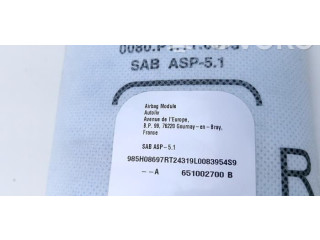 SAB ASP-5.1
Airbag Module
Autoliv
Avenue de l'Europe,
B.P. 99, 76220 Gournay-en-Bray,
France
SAB ASP-5.1
985H08697RT24319L0083954S9
--A 651002700 B
R